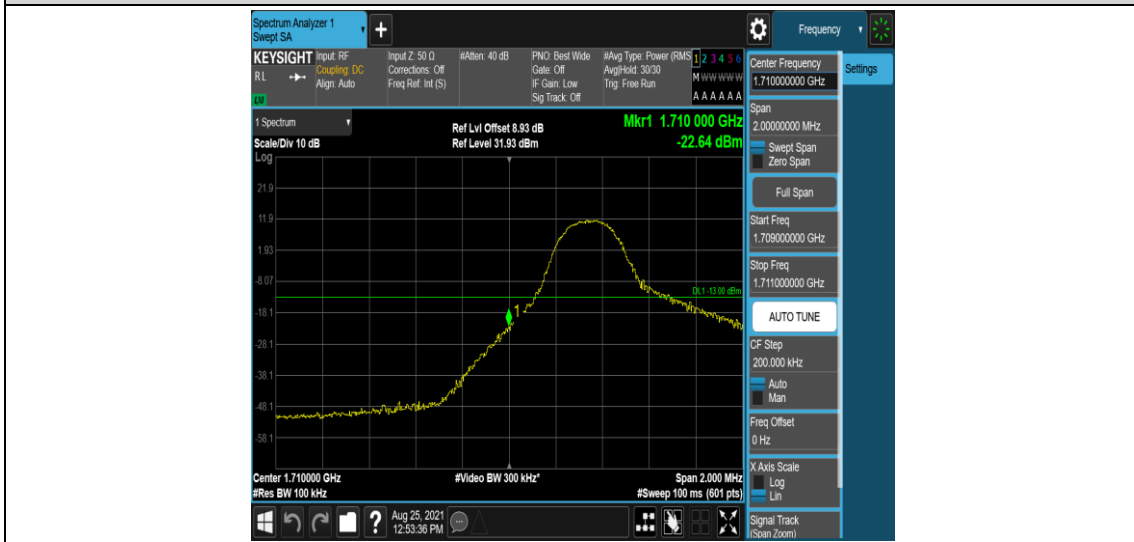 Spectrum Analyzer 1
Swept SA
+
Frequency
KEYSIGHT Input: RF
RL
Coupling: DC
Align: Auto
LXI
Input Z: 50 Ω
Corrections: Off
Freq Ref: Int (S)
#Atten: 40 dB
PNO: Best Wide
Gate: Off
IF Gain: Low
Sig Track: Off
#Avg Type: Power (RMS
Avg|Hold: 30/30
Trig: Free Run
1 2 3 4 5 6
M W W W W W
A A A A A A
1 Spectrum
Scale/Div 10 dB
Log
Ref Lvl Offset 8.93 dB
Ref Level 31.93 dBm
Mkr1 1.710 000 GHz
-22.64 dBm
21.9
11.9
1.93
-8.07
-18.1
-28.1
-38.1
-48.1
-58.1
DL1 -13.00 dBm
1
Center 1.710000 GHz
#Res BW 100 kHz
#Video BW 300 kHz*
Span 2.000 MHz
#Sweep 100 ms (601 pts)
Center Frequency
1.710000000 GHz
Settings
Span
2.00000000 MHz
Swept Span
Zero Span
Full Span
Start Freq
1.709000000 GHz
Stop Freq
1.711000000 GHz
AUTO TUNE
CF Step
200.000 kHz
Auto
Man
Freq Offset
0 Hz
X Axis Scale
Log
Lin
Signal Track
(Span Zoom)
?
Aug 25, 2021
12:53:36 PM